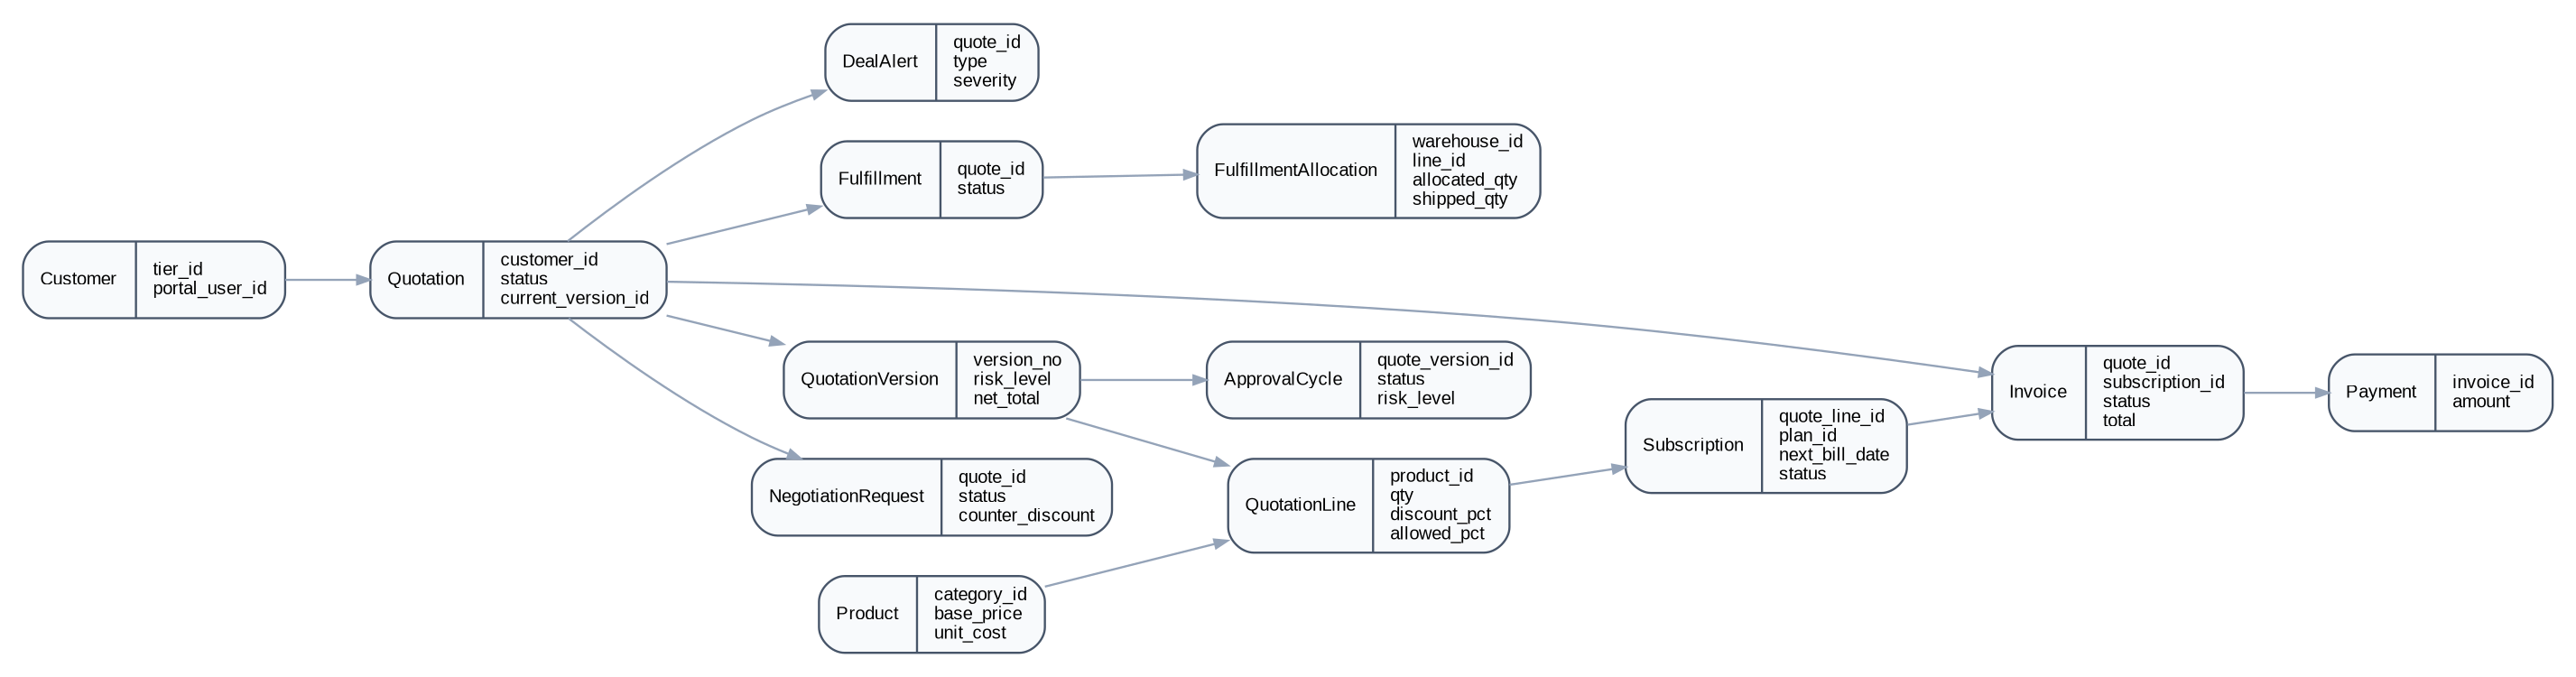 DealAlert
quote_id
type
severity
Fulfillment
quote_id
status
FulfillmentAllocation
warehouse_id
line_id
allocated_qty
shipped_qty
Customer
tier_id
portal_user_id
Quotation
customer_id
status
current_version_id
QuotationVersion
version_no
risk_level
net_total
ApprovalCycle
quote_version_id
status
risk_level
Invoice
quote_id
subscription_id
status
total
Payment
invoice_id
amount
Subscription
quote_line_id
plan_id
next_bill_date
status
NegotiationRequest
quote_id
status
counter_discount
QuotationLine
product_id
qty
discount_pct
allowed_pct
Product
category_id
base_price
unit_cost